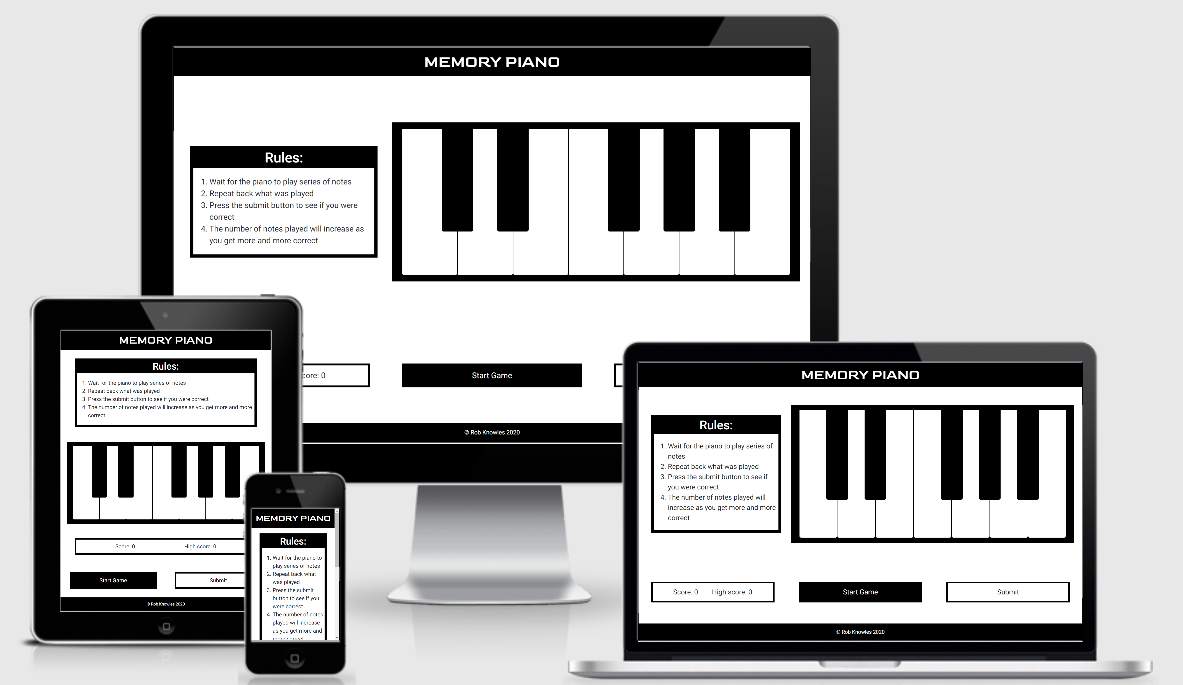 MEMORY PIANO
Rules:
1. Wait for the piano to play series of notes
2. Repeat back what was played
3. Press the submit button to see if you were
correct
4. The number of notes played will increase as
you get more and more correct
core: 0
Start Game
© Rob Knowles 2020
MEMORY PIANO
Rules:
1. Wait for the piano to play series of notes
2. Repeat back what was played
3. Press the submit button to see if you were correct
4. The number of notes played will increase as you get more and more
correct
Score: 0 High score: 0
Start Game Submit
© Rob Knowles 2020
MEMORY PIANO
Rules:
1. Wait for the piano to
play series of notes
2. Repeat back what
was played
3. Press the submit
button to see if you
were correct
4. The number of notes
played will increase
as you get more and
more correct
MEMORY PIANO
Rules:
1. Wait for the piano to play series of
notes
2. Repeat back what was played
3. Press the submit button to see if
you were correct
4. The number of notes played will
increase as you get more and more
correct
Score: 0 High score: 0
Start Game
Submit
© Rob Knowles 2020